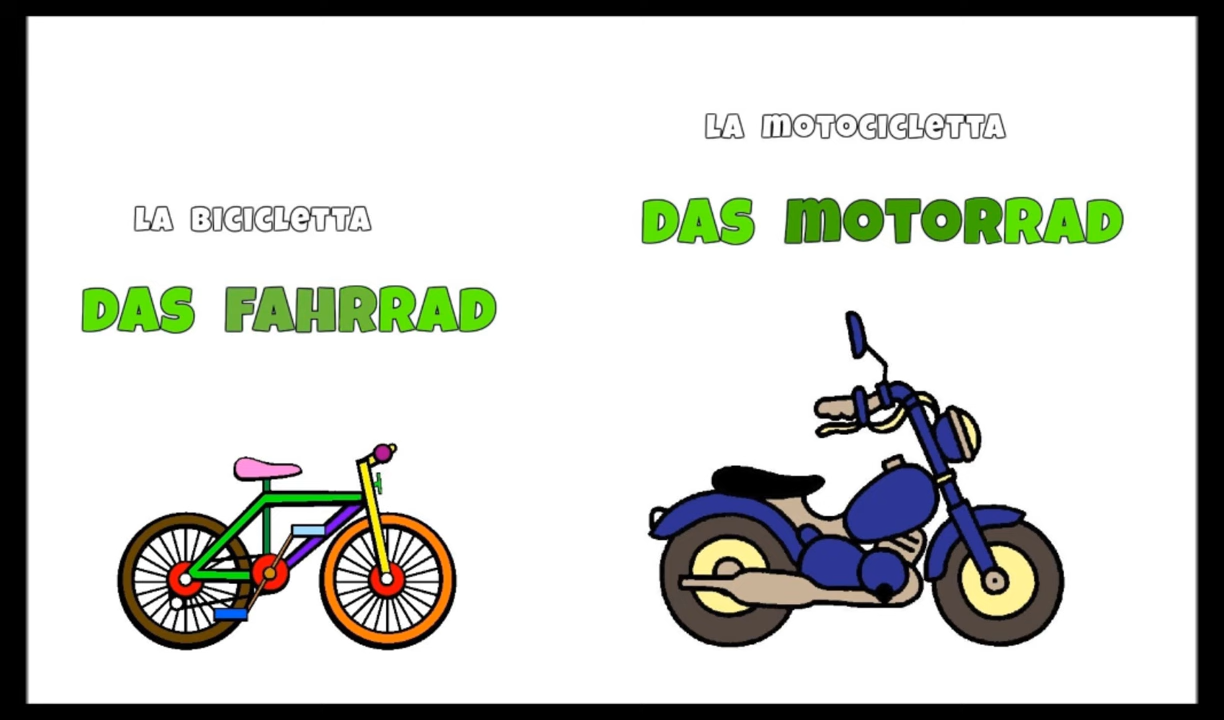 LA BICICLETTA
DAS FAHRRAD
LA MOTOCICLETTA
DAS MOTORRAD